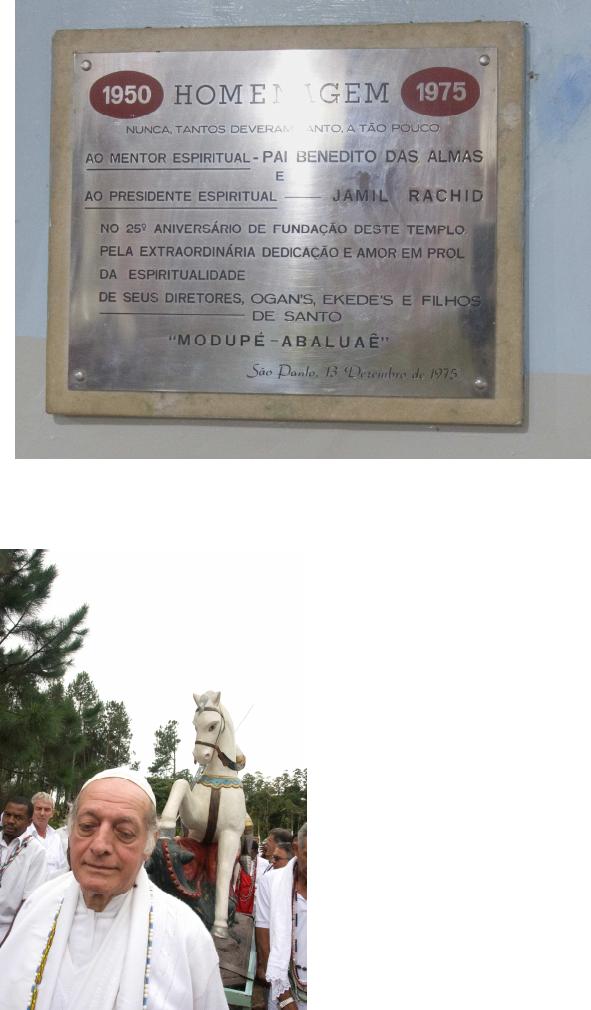 1950 HOMENAGEM 1975
NUNCA, TANTOS DEVERAM TANTO, A TÃO POUCO.
AO MENTOR ESPIRITUAL - PAI BENEDITO DAS ALMAS
E
AO PRESIDENTE ESPIRITUAL — JAMIL RACHID
NO 25º ANIVERSÁRIO DE FUNDAÇÃO DESTE TEMPLO.
PELA EXTRAORDINÁRIA DEDICAÇÃO E AMOR EM PROL
DA ESPIRITUALIDADE
DE SEUS DIRETORES, OGAN'S, EKEDE'S E FILHOS
DE SANTO
"MODUPÉ - ABALUAÊ"
São Paulo, 13 Dezembro de 1975